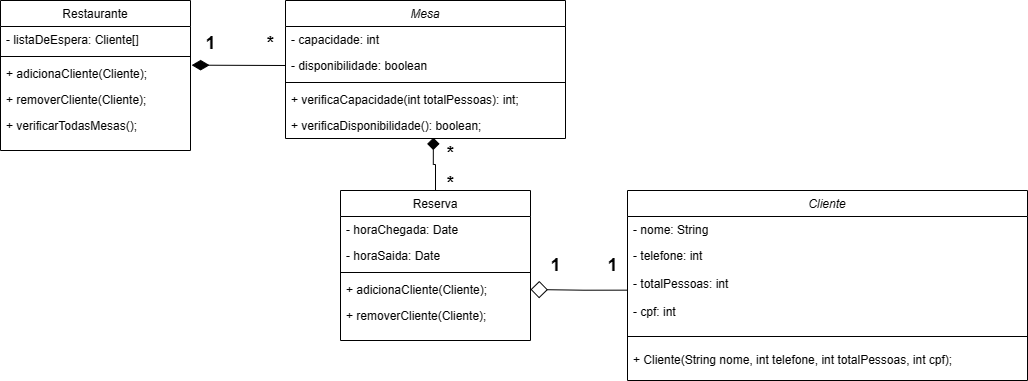 Restaurante
- listaDeEspera: Cliente[]
+ adicionaCliente(Cliente);
+ removerCliente(Cliente);
+ verificarTodasMesas();
1
*
Mesa
- capacidade: int
- disponibilidade: boolean
+ verificaCapacidade(int totalPessoas): int;
+ verificaDisponibilidade(): boolean;
*
*
Reserva
- horaChegada: Date
- horaSaida: Date
+ adicionaCliente(Cliente);
+ removerCliente(Cliente);
1
1
Cliente
- nome: String
- telefone: int
- totalPessoas: int
- cpf: int
+ Cliente(String nome, int telefone, int totalPessoas, int cpf);